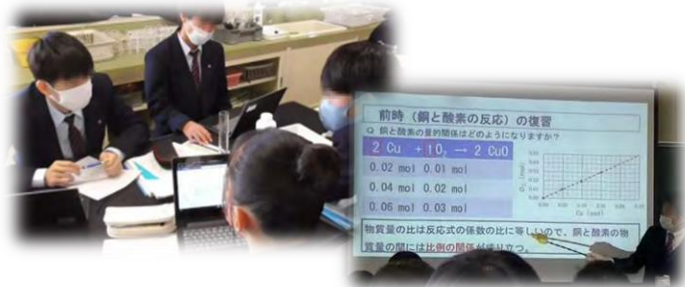 前時（銅と酸素の反応）の復習
Q 銅と酸素の量的関係はどのようになりますか？
2 Cu + 1O₂ → 2 CuO
0.02 mol 0.01 mol
0.04 mol 0.02 mol
0.06 mol 0.03 mol
O₂ [mol]
Cu [mol]
物質量の比は反応式の係数の比に等しいので、銅と酸素の物
質量の間には比例の関係が成り立つ。